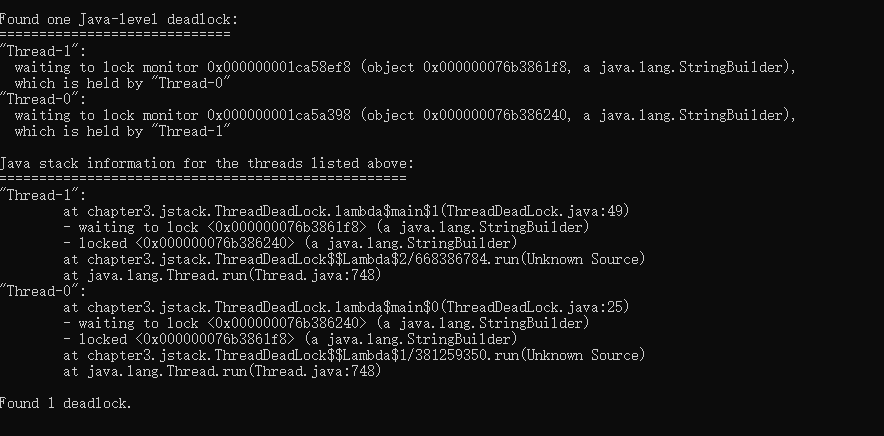 Found one Java-level deadlock:
=============================
"Thread-1":
  waiting to lock monitor 0x000000001ca58ef8 (object 0x000000076b3861f8, a java.lang.StringBuilder),
  which is held by "Thread-0"
"Thread-0":
  waiting to lock monitor 0x000000001ca5a398 (object 0x000000076b386240, a java.lang.StringBuilder),
  which is held by "Thread-1"
Java stack information for the threads listed above:
===================================================
"Thread-1":
        at chapter3.jstack.ThreadDeadLock.lambda$main$1(ThreadDeadLock.java:49)
        - waiting to lock <0x000000076b3861f8> (a java.lang.StringBuilder)
        - locked <0x000000076b386240> (a java.lang.StringBuilder)
        at chapter3.jstack.ThreadDeadLock$$Lambda$2/668386784.run(Unknown Source)
        at java.lang.Thread.run(Thread.java:748)
"Thread-0":
        at chapter3.jstack.ThreadDeadLock.lambda$main$0(ThreadDeadLock.java:25)
        - waiting to lock <0x000000076b386240> (a java.lang.StringBuilder)
        - locked <0x000000076b3861f8> (a java.lang.StringBuilder)
        at chapter3.jstack.ThreadDeadLock$$Lambda$1/381259350.run(Unknown Source)
        at java.lang.Thread.run(Thread.java:748)
Found 1 deadlock.